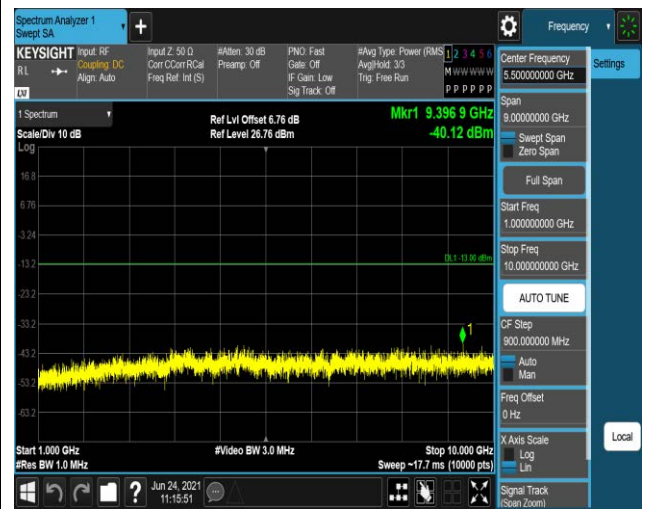 Spectrum Analyzer 1
Swept SA
Frequency
KEYSIGHT
RL
LXI
Input: RF
Coupling: DC
Align: Auto
Input Z: 50 Ω
Corr CCorr RCal
Freq Ref: Int (S)
#Atten: 30 dB
Preamp: Off
PNO: Fast
Gate: Off
IF Gain: Low
Sig Track: Off
#Avg Type: Power (RMS
Avg|Hold: 3/3
Trig: Free Run
1 2 3 4 5 6
M W W W W W
P P P P P P
1 Spectrum
Scale/Div 10 dB
Log
Ref Lvl Offset 6.76 dB
Ref Level 26.76 dBm
Mkr1 9.396 9 GHz
-40.12 dBm
16.8
6.76
-3.24
-13.2
-23.2
-33.2
-43.2
-53.2
-63.2
DL1 -13.00 dBm
1
Start 1.000 GHz
#Res BW 1.0 MHz
#Video BW 3.0 MHz
Stop 10.000 GHz
Sweep ~17.7 ms (10000 pts)
?
Jun 24, 2021
11:15:51
Center Frequency
5.500000000 GHz
Span
9.00000000 GHz
Swept Span
Zero Span
Full Span
Start Freq
1.000000000 GHz
Stop Freq
10.000000000 GHz
AUTO TUNE
CF Step
900.000000 MHz
Auto
Man
Freq Offset
0 Hz
X Axis Scale
Log
Lin
Signal Track
(Span Zoom)
Settings
Local